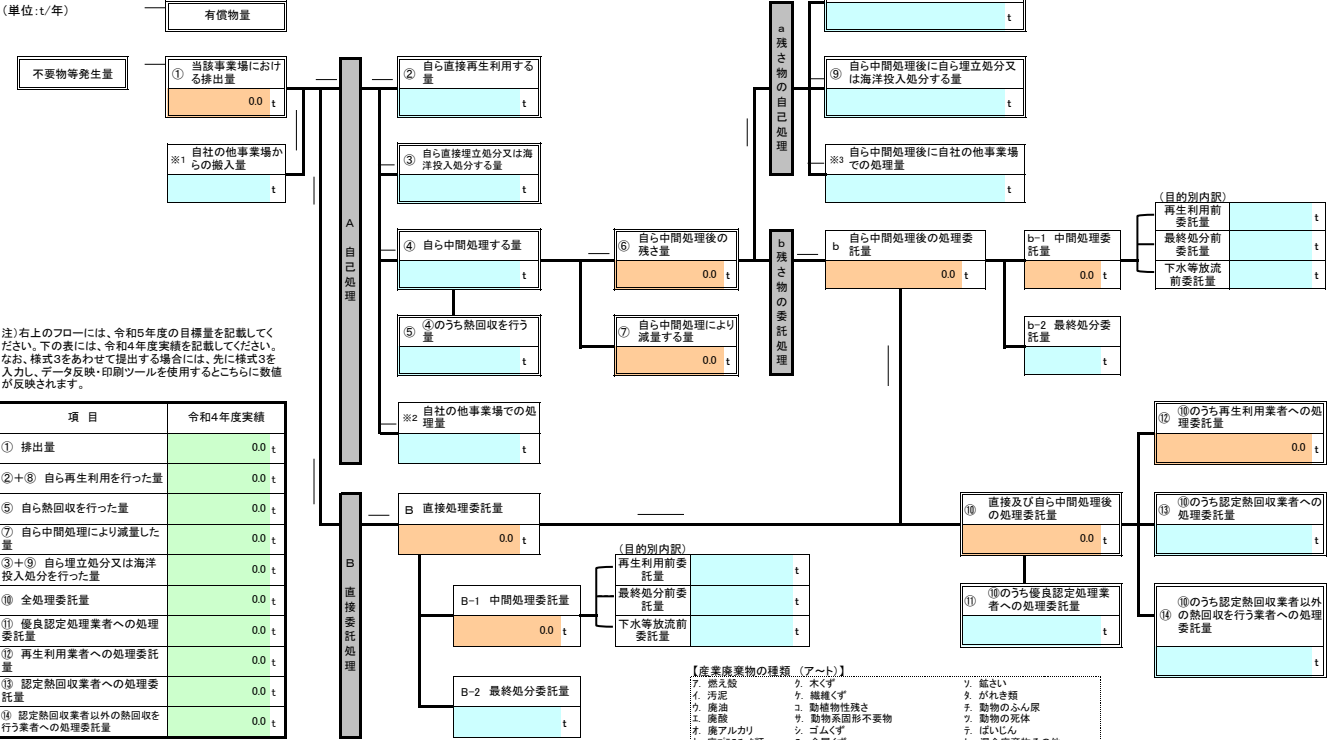 (単位:t/年)
有償物量
t
不要物等発生量
① 当該事業場におけ
る排出量
0.0 t
※1 自社の他事業場か
らの搬入量
t
A 自己処理
② 自ら直接再生利用する
量
t
③ 自ら直接埋立処分又は海
洋投入処分する量
t
④ 自ら中間処理する量
t
⑤ ④のうち熱回収を行う
量
t
※2 自社の他事業場での処
理量
t
⑥ 自ら中間処理後の
残さ量
0.0 t
⑦ 自ら中間処理により
減量する量
0.0 t
a 残さ物の自己処理
⑨ 自ら中間処理後に自ら埋立処分又
は海洋投入処分する量
t
※3 自ら中間処理後に自社の他事業場
での処理量
t
b 残さ物の委託処理
b 自ら中間処理後の処理委
託量
0.0 t
b-1 中間処理委
託量
0.0 t
b-2 最終処分委
託量
t
(目的別内訳)
再生利用前
委託量
t
最終処分前
委託量
t
下水等放流
前委託量
t
注)右上のフローには、令和5年度の目標量を記載してく
ださい。下の表には、令和4年度実績を記載してください。
なお、様式3をあわせて提出する場合には、先に様式3を
入力し、データ反映・印刷ツールを使用するとこちらに数値
が反映されます。
項 目 令和4年度実績
① 排出量 0.0 t
②+⑧ 自ら再生利用を行った量 0.0 t
⑤ 自ら熱回収を行った量 0.0 t
⑦ 自ら中間処理により減量した
量 0.0 t
③+⑨ 自ら埋立処分又は海洋
投入処分を行った量 0.0 t
⑩ 全処理委託量 0.0 t
⑪ 優良認定処理業者への処理
委託量 0.0 t
⑫ 再生利用業者への処理委託
量 0.0 t
⑬ 認定熱回収業者への処理委
託量 0.0 t
⑭ 認定熱回収業者以外の熱回収を
行う業者への処理委託量 0.0 t
B 直接委託処理
B 直接処理委託量
0.0 t
B-1 中間処理委託量
0.0 t
B-2 最終処分委託量
t
(目的別内訳)
再生利用前委
託量
t
最終処分前委
託量
t
下水等放流前
委託量
t
⑩ 直接及び自ら中間処理後
の処理委託量
0.0 t
⑪ ⑩のうち優良認定処理業
者への処理委託量
t
⑫ ⑩のうち再生利用業者への処
理委託量
0.0 t
⑬ ⑩のうち認定熱回収業者への
処理委託量
t
⑭ ⑩のうち認定熱回収業者以外
の熱回収を行う業者への処理
委託量
t
【産業廃棄物の種類 (ア~ト)】
ア. 燃え殻 ク. 木くず ソ. 鉱さい
イ. 汚泥 ケ. 繊維くず タ. がれき類
ウ. 廃油 コ. 動植物性残さ チ. 動物のふん尿
エ. 廃酸 サ. 動物系固形不要物 ツ. 動物の死体
オ. 廃アルカリ シ. ゴムくず テ. ばいじん